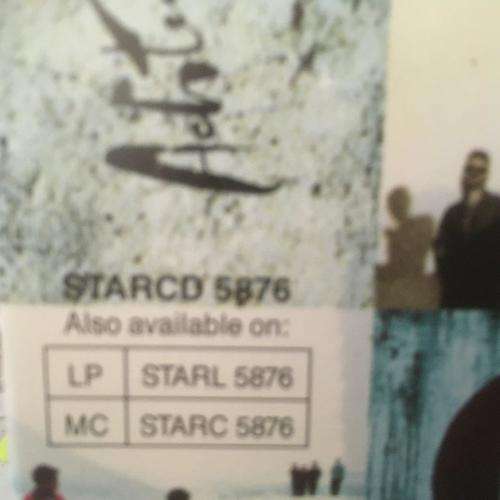 STARCD 5876
Also available on:
LP STARL 5876
MC STARC 5876